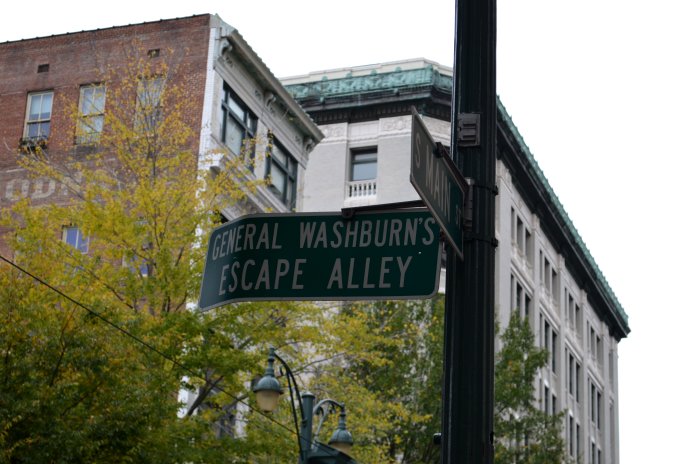 GENERAL WASHBURN'S
ESCAPE ALLEY
S MAIN